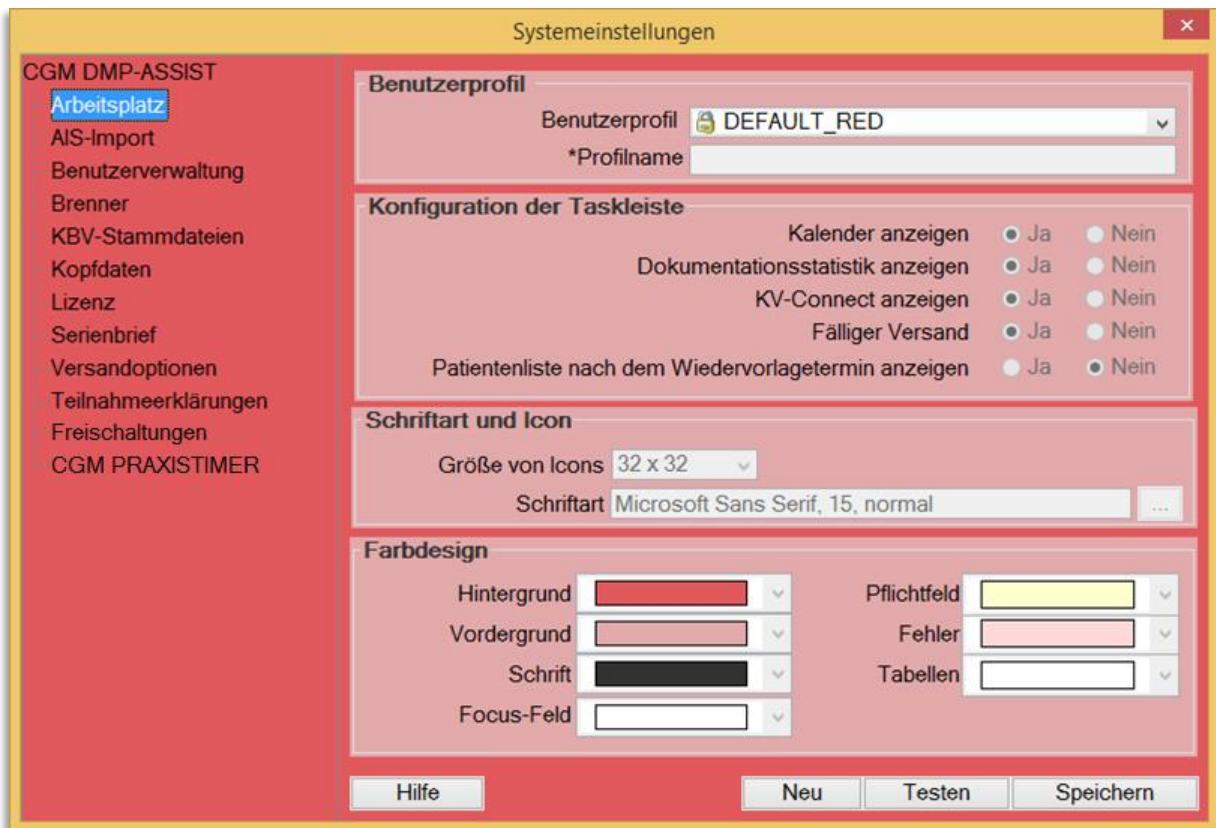 Systemeinstellungen
CGM DMP-ASSIST
Arbeitsplatz
AIS-Import
Benutzerverwaltung
Brenner
KBV-Stammdateien
Kopfdaten
Lizenz
Serienbrief
Versandoptionen
Teilnahmeerklärungen
Freischaltungen
CGM PRAXISTIMER
Benutzerprofil
Benutzerprofil DEFAULT_RED
*Profilname
Konfiguration der Taskleiste
Kalender anzeigen Ja Nein
Dokumentationsstatistik anzeigen Ja Nein
KV-Connect anzeigen Ja Nein
Fälliger Versand Ja Nein
Patientenliste nach dem Wiedervorlagetermin anzeigen Ja Nein
Schriftart und Icon
Größe von Icons 32 x 32
Schriftart Microsoft Sans Serif, 15, normal ...
Farbdesign
Hintergrund Pflichtfeld
Vordergrund Fehler
Schrift Tabellen
Focus-Feld
Hilfe Neu Testen Speichern